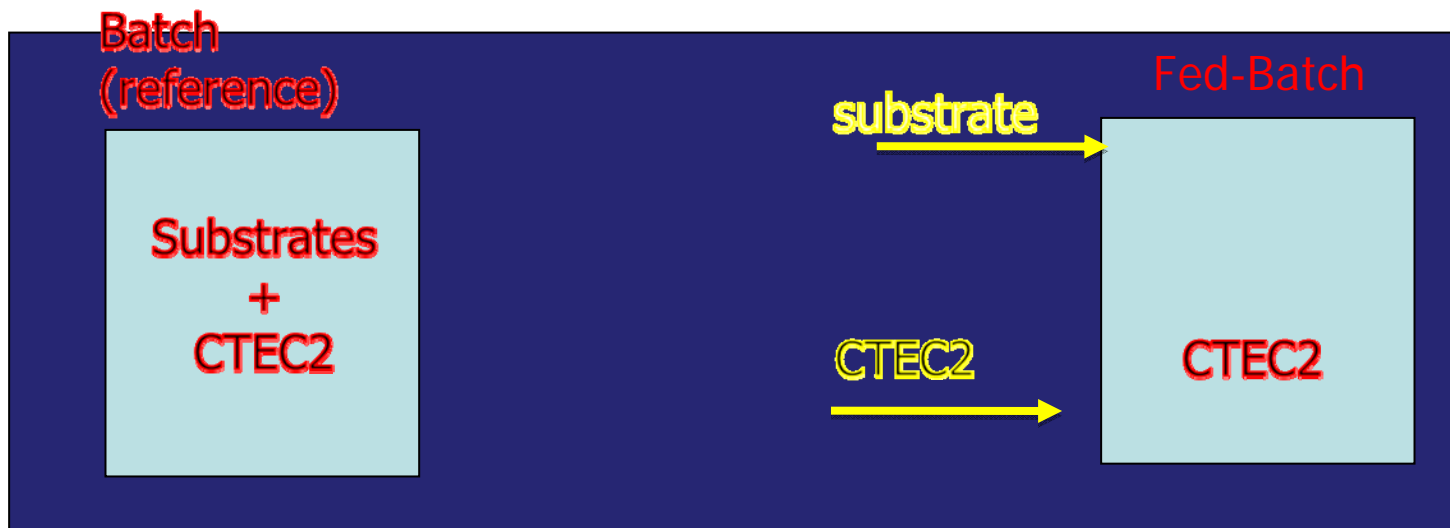 Batch
(reference)
Substrates
+
CTEC2
substrate
CTEC2
Fed-Batch
CTEC2